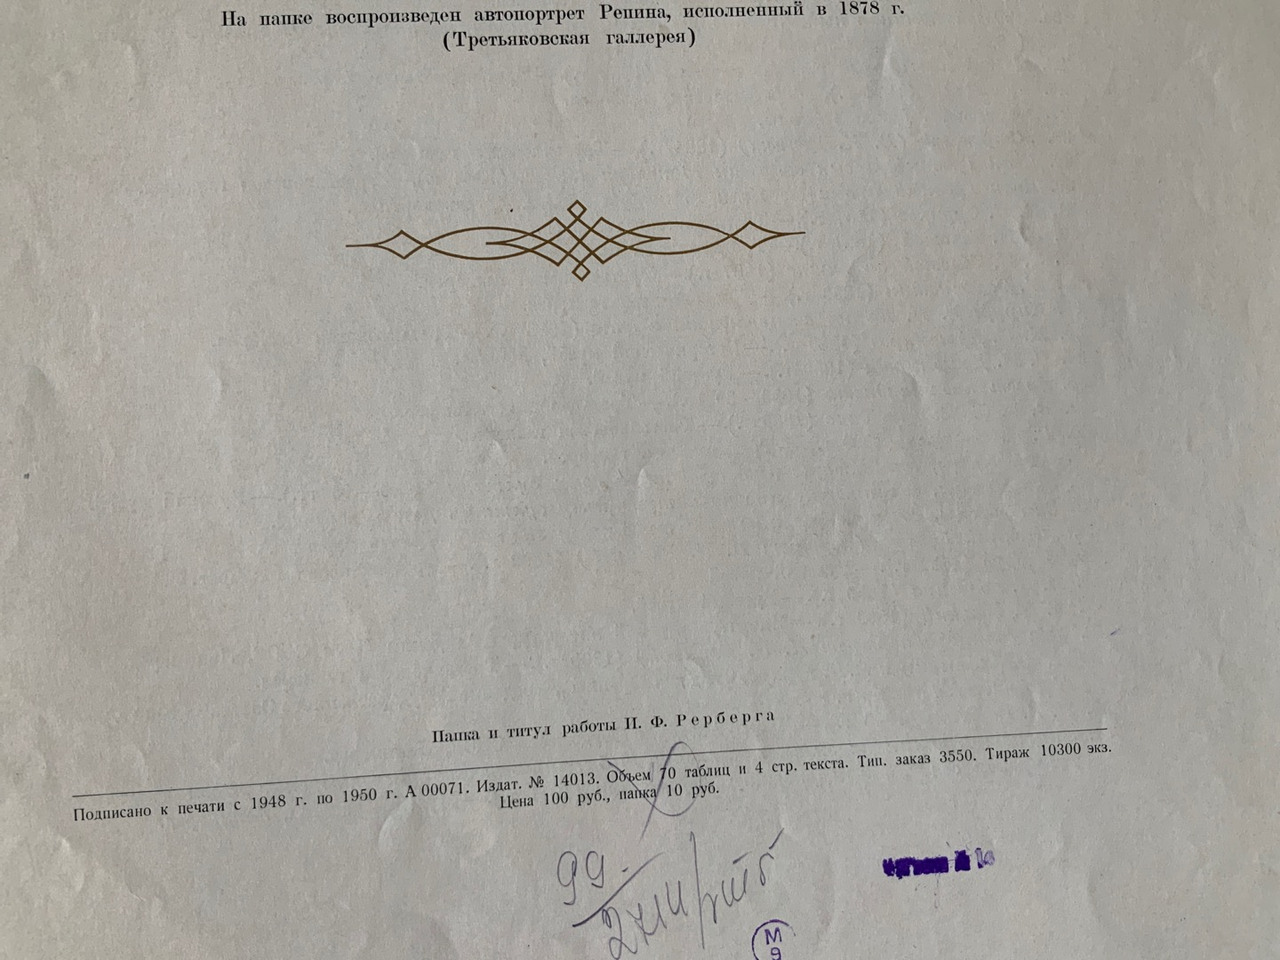 На папке воспроизведен автопортрет Репина, исполненный в 1878 г.
(Третьяковская галлерея)
Папка и титул работы И. Ф. Рерберга
Подписано к печати с 1948 г. по 1950 г. А 00071. Издат. № 14013. Объем 70 таблиц и 4 стр. текста. Тип. заказ 3550. Тираж 10300 экз.
Цена 100 руб., папка 10 руб.
99.-
М
9